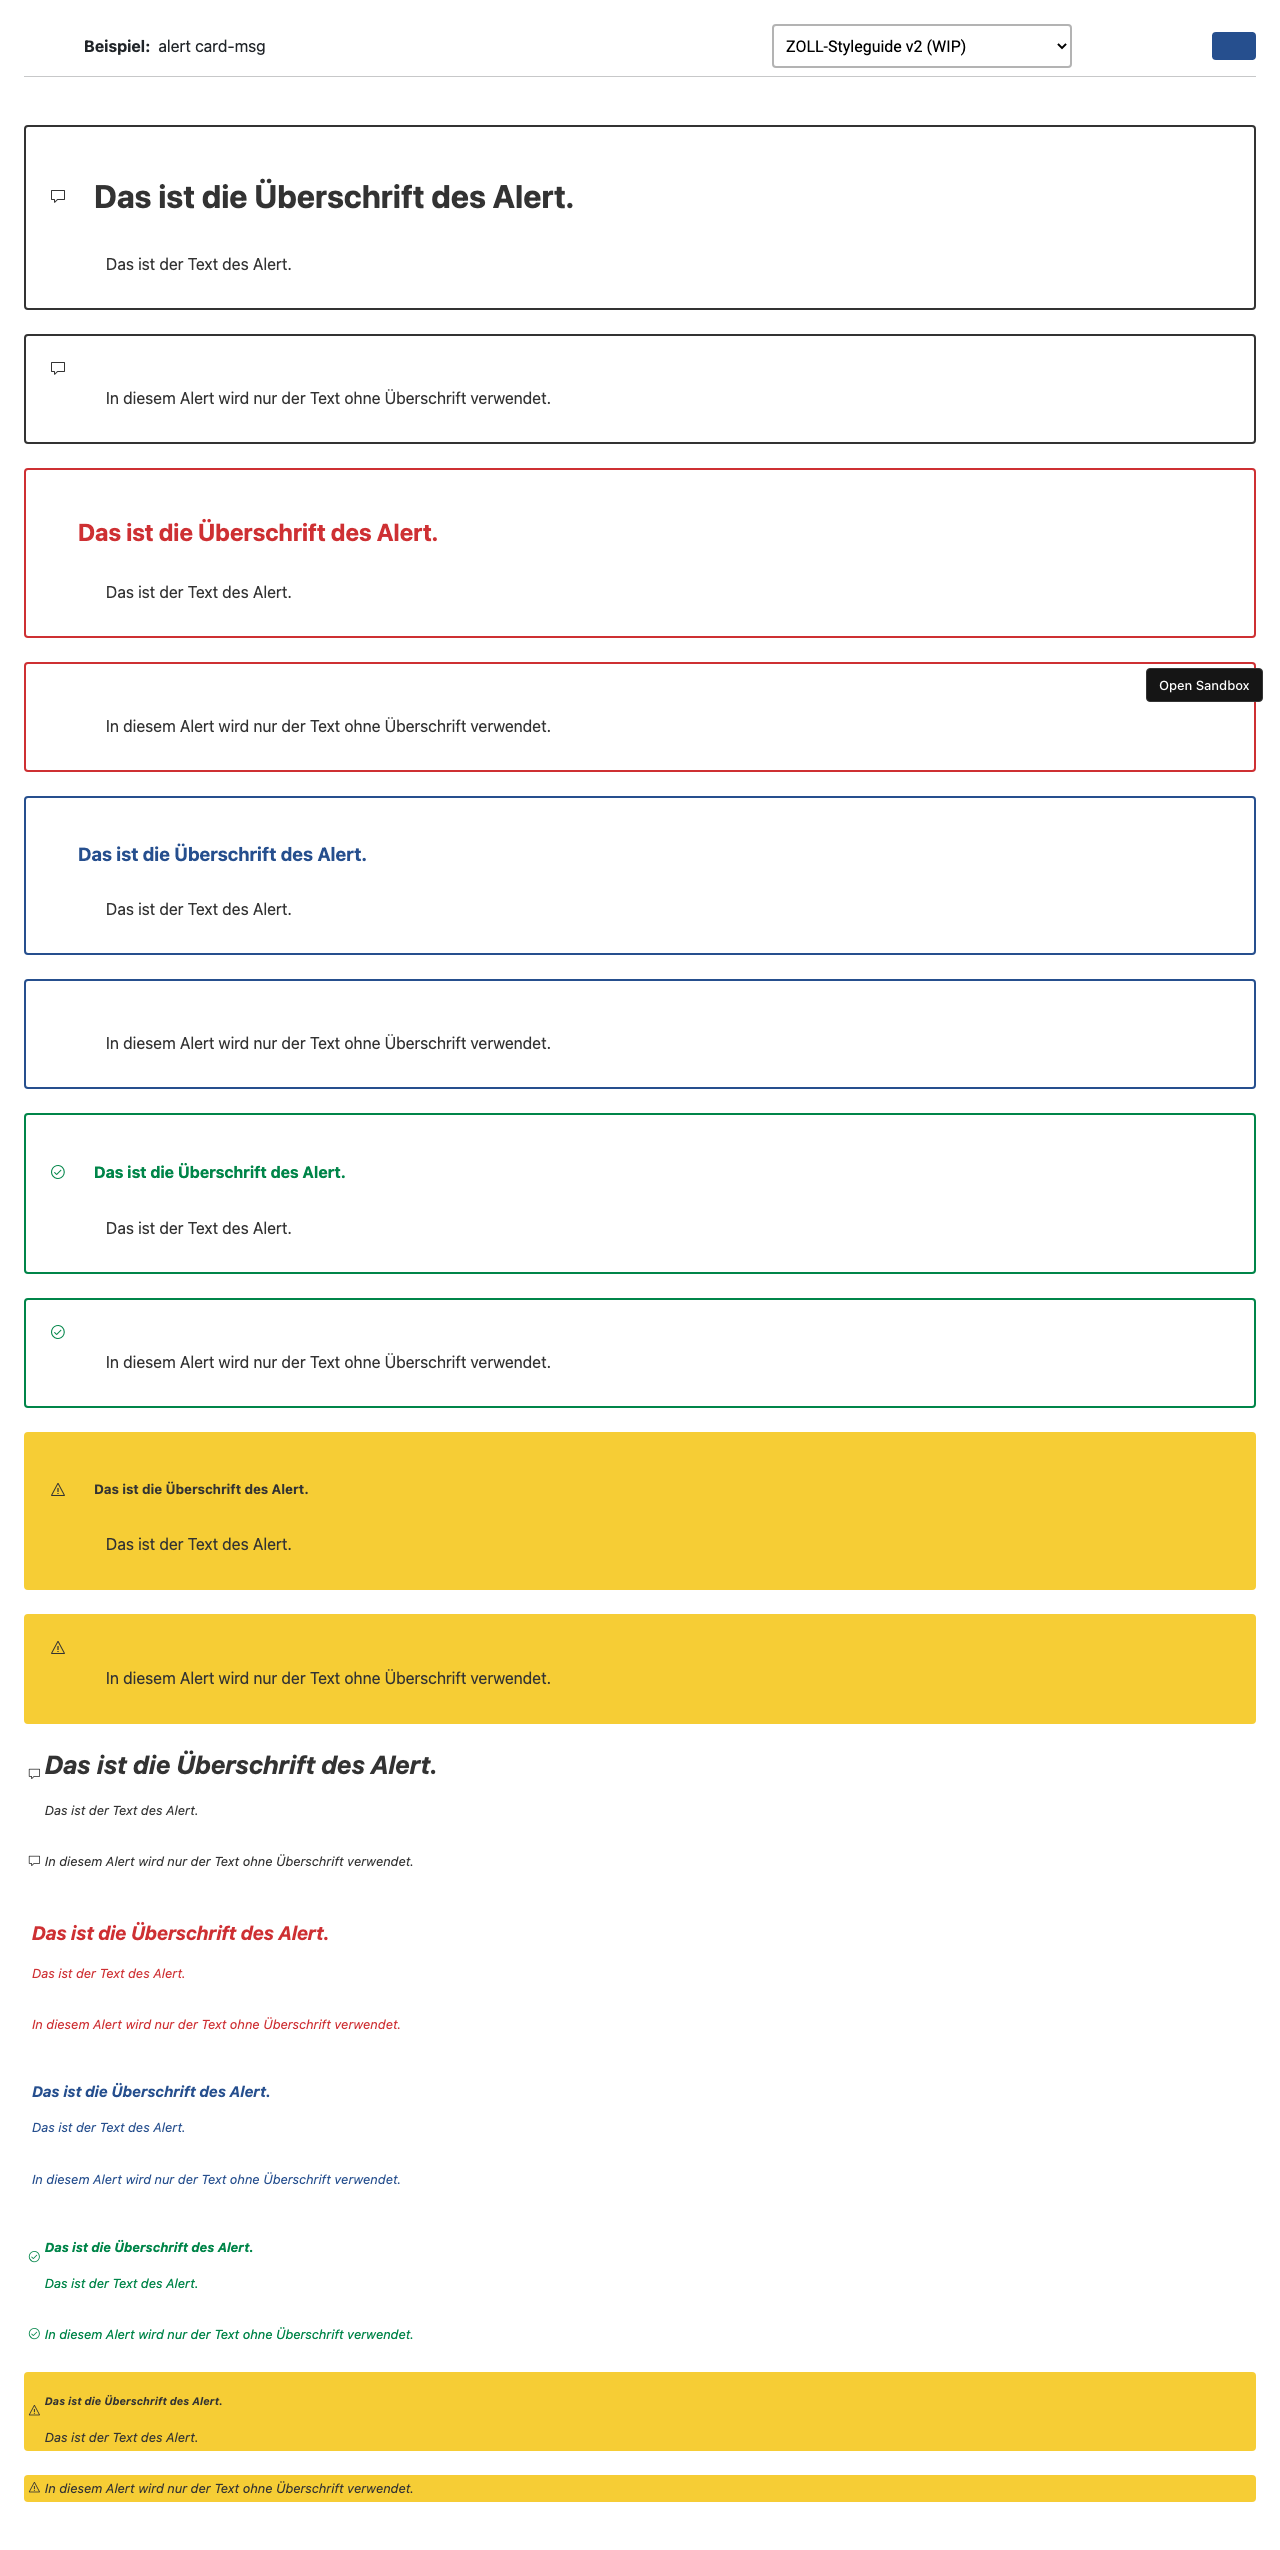 Beispiel: alert card-msg
ZOLL-Styleguide v2 (WIP)
Das ist die Überschrift des Alert.
Das ist der Text des Alert.
In diesem Alert wird nur der Text ohne Überschrift verwendet.
Das ist die Überschrift des Alert.
Das ist der Text des Alert.
Open Sandbox
In diesem Alert wird nur der Text ohne Überschrift verwendet.
Das ist die Überschrift des Alert.
Das ist der Text des Alert.
In diesem Alert wird nur der Text ohne Überschrift verwendet.
Das ist die Überschrift des Alert.
Das ist der Text des Alert.
In diesem Alert wird nur der Text ohne Überschrift verwendet.
Das ist die Überschrift des Alert.
Das ist der Text des Alert.
In diesem Alert wird nur der Text ohne Überschrift verwendet.
Das ist die Überschrift des Alert.
Das ist der Text des Alert.
In diesem Alert wird nur der Text ohne Überschrift verwendet.
Das ist die Überschrift des Alert.
Das ist der Text des Alert.
In diesem Alert wird nur der Text ohne Überschrift verwendet.
Das ist die Überschrift des Alert.
Das ist der Text des Alert.
In diesem Alert wird nur der Text ohne Überschrift verwendet.
Das ist die Überschrift des Alert.
Das ist der Text des Alert.
In diesem Alert wird nur der Text ohne Überschrift verwendet.
Das ist die Überschrift des Alert.
Das ist der Text des Alert.
In diesem Alert wird nur der Text ohne Überschrift verwendet.